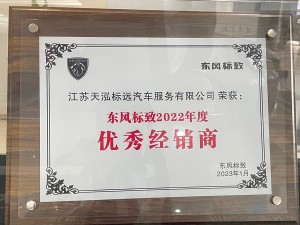 东风标致
江苏天泓标远汽车服务有限公司 荣获：
东风标致2022年度
优秀经销商
东风标致
2023年1月